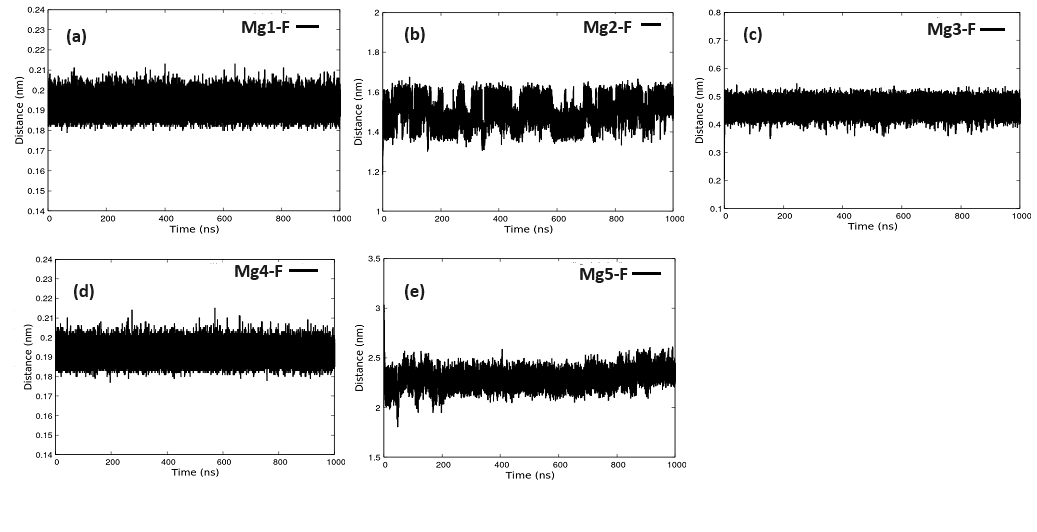 (a)
Mg1-F
0.24
0.23
0.22
0.21
0.2
0.19
0.18
0.17
0.16
0.15
0.14
Distance (nm)
0 200 400 600 800 1000
Time (ns)
(b)
Mg2-F
2
1.8
1.6
1.4
1.2
1
Distance (nm)
0 200 400 600 800 1000
Time (ns)
(c)
Mg3-F
0.8
0.7
0.6
0.5
0.4
0.3
0.2
0.1
Distance (nm)
0 200 400 600 800 1000
Time (ns)
(d)
Mg4-F
0.24
0.23
0.22
0.21
0.2
0.19
0.18
0.17
0.16
0.15
0.14
Distance (nm)
0 200 400 600 800 1000
Time (ns)
(e)
Mg5-F
3.5
3
2.5
2
1.5
Distance (nm)
0 200 400 600 800 1000
Time (ns)